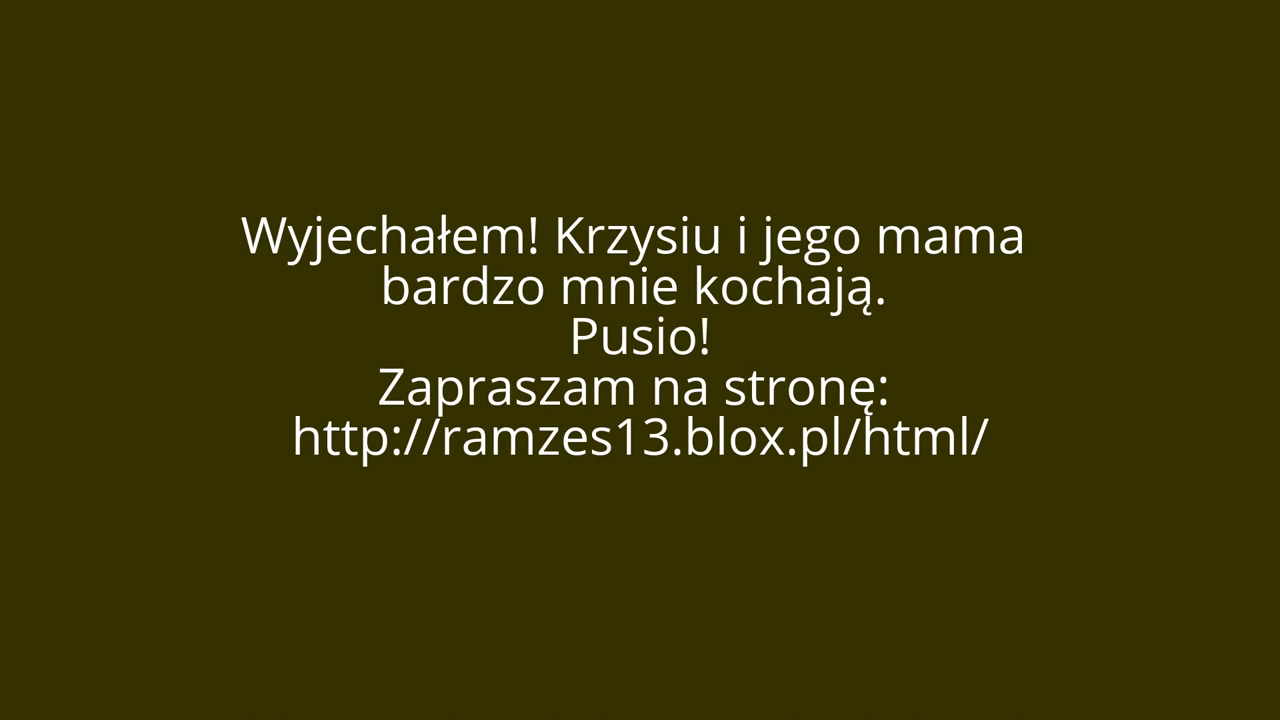 Wyjechałem! Krzysiu i jego mama
bardzo mnie kochają.
Pusio!
Zapraszam na stronę:
http://ramzes13.blox.pl/html/